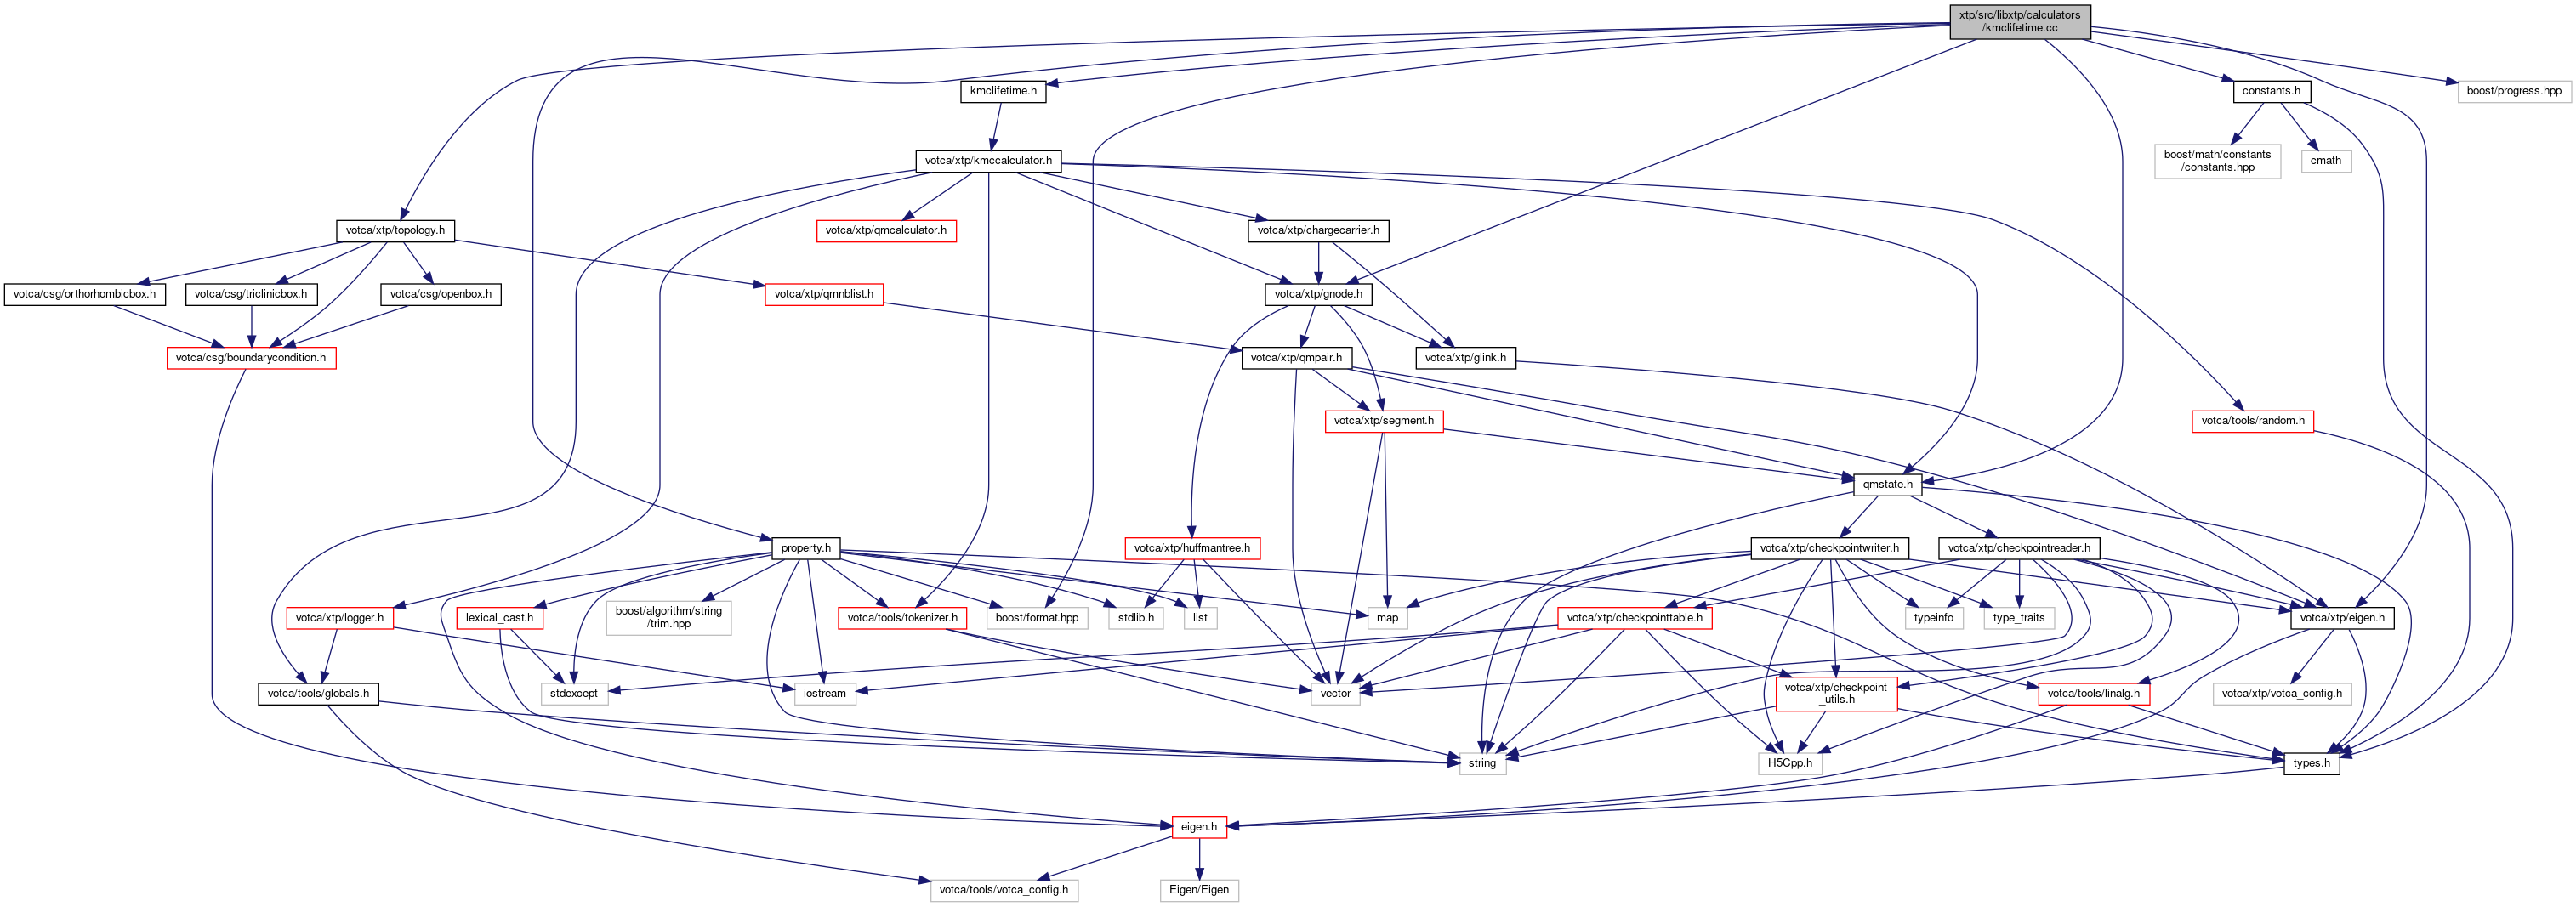 xtp/src/libxtp/calculators
/kmclifetime.cc
kmclifetime.h
constants.h
boost/progress.hpp
votca/xtp/kmccalculator.h
boost/math/constants
/constants.hpp
cmath
votca/xtp/topology.h
votca/xtp/qmcalculator.h
votca/xtp/chargecarrier.h
votca/csg/orthorhombicbox.h
votca/csg/triclinicbox.h
votca/csg/openbox.h
votca/xtp/qmnblist.h
votca/xtp/gnode.h
votca/csg/boundarycondition.h
votca/xtp/qmpair.h
votca/xtp/glink.h
votca/xtp/segment.h
votca/tools/random.h
qmstate.h
property.h
votca/xtp/huffmantree.h
votca/xtp/checkpointwriter.h
votca/xtp/checkpointreader.h
votca/xtp/logger.h
lexical_cast.h
boost/algorithm/string
/trim.hpp
votca/tools/tokenizer.h
boost/format.hpp
stdlib.h
list
map
votca/xtp/checkpointtable.h
typeinfo
type_traits
votca/xtp/eigen.h
votca/tools/globals.h
stdexcept
iostream
vector
votca/xtp/checkpoint
_utils.h
votca/tools/linalg.h
votca/xtp/votca_config.h
string
H5Cpp.h
types.h
eigen.h
votca/tools/votca_config.h
Eigen/Eigen